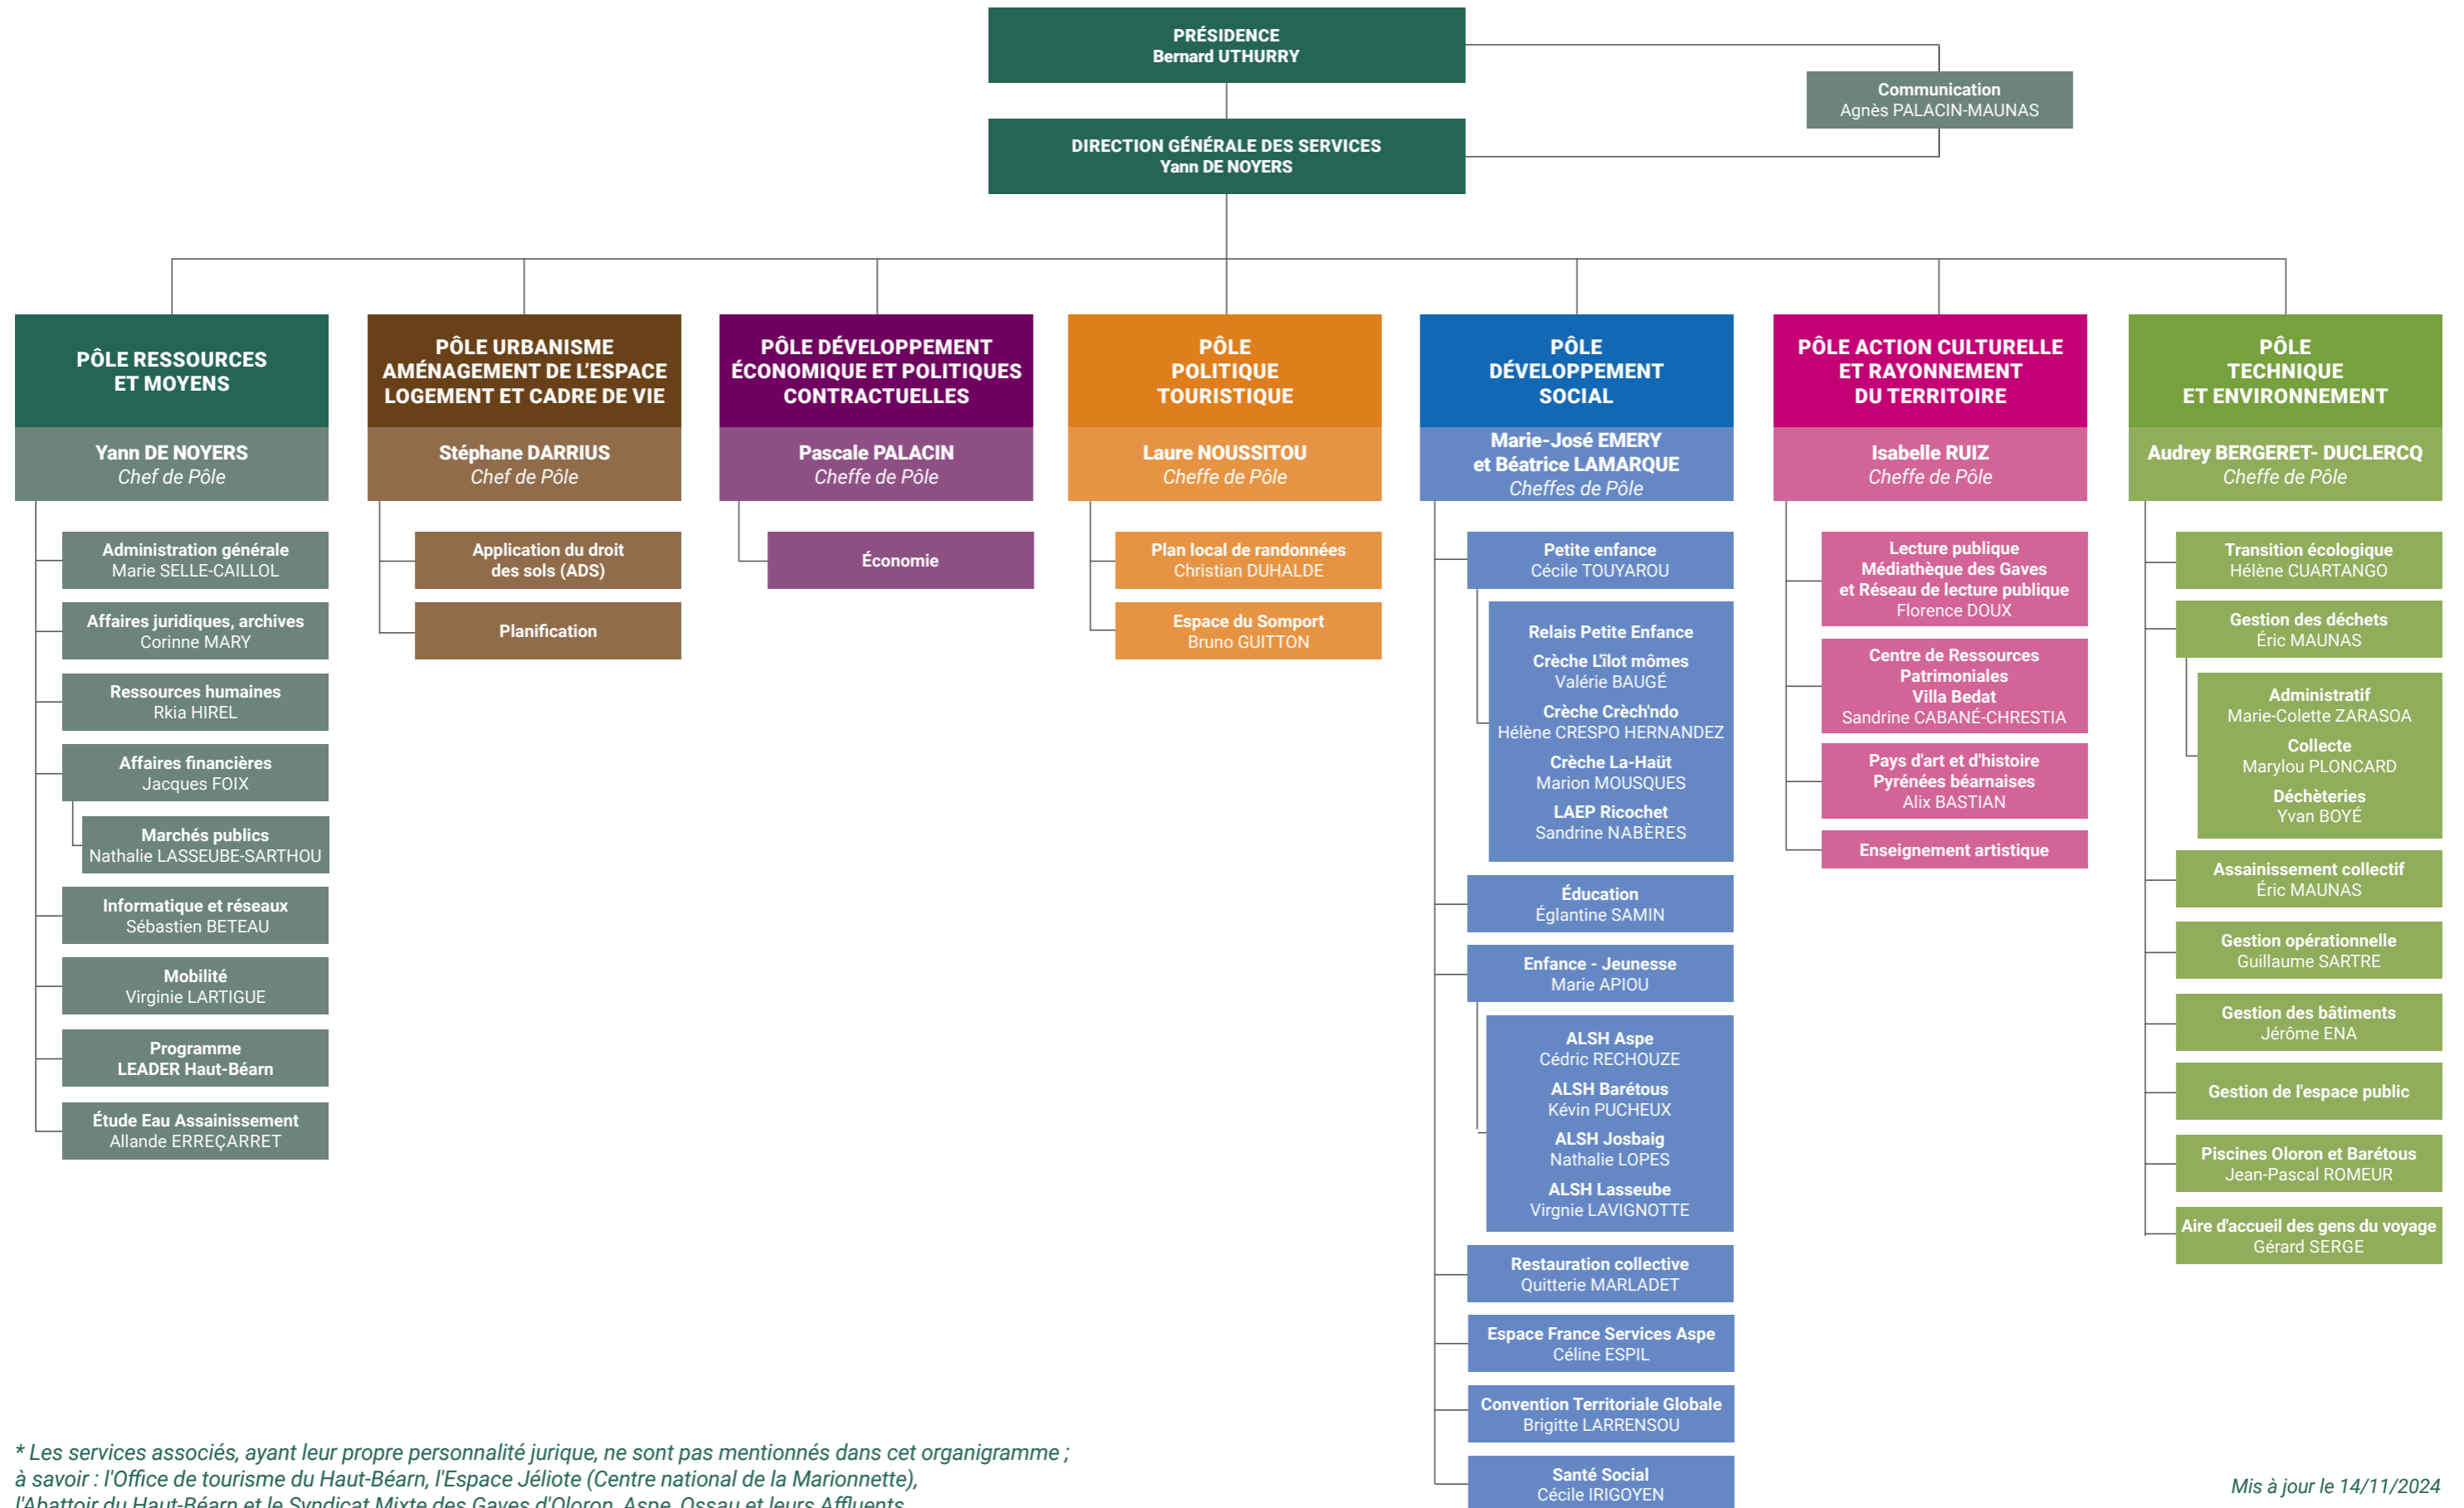 PRÉSIDENCE
Bernard UTHURRY
Communication
Agnès PALACIN-MAUNAS
DIRECTION GÉNÉRALE DES SERVICES
Yann DE NOYERS
PÔLE RESSOURCES
ET MOYENS
Yann DE NOYERS
Chef de Pôle
Administration générale
Marie SELLE-CAILLOL
Affaires juridiques, archives
Corinne MARY
Ressources humaines
Rkia HIREL
Affaires financières
Jacques FOIX
Marchés publics
Nathalie LASSEUBE-SARTHOU
Informatique et réseaux
Sébastien BETEAU
Mobilité
Virginie LARTIGUE
Programme
LEADER Haut-Béarn
Étude Eau Assainissement
Allande ERREÇARRET
PÔLE URBANISME
AMÉNAGEMENT DE L’ESPACE
LOGEMENT ET CADRE DE VIE
Stéphane DARRIUS
Chef de Pôle
Application du droit
des sols (ADS)
Planification
PÔLE DÉVELOPPEMENT
ÉCONOMIQUE ET POLITIQUES
CONTRACTUELLES
Pascale PALACIN
Cheffe de Pôle
Économie
PÔLE
POLITIQUE
TOURISTIQUE
Laure NOUSSITOU
Cheffe de Pôle
Plan local de randonnées
Christian DUHALDE
Espace du Somport
Bruno GUITTON
PÔLE
DÉVELOPPEMENT
SOCIAL
Marie-José EMERY
et Béatrice LAMARQUE
Cheffes de Pôle
Petite enfance
Cécile TOUYAROU
Relais Petite Enfance
Crèche L'îlot mômes
Valérie BAUGÉ
Crèche Crèch'ndo
Hélène CRESPO HERNANDEZ
Crèche La-Haüt
Marion MOUSQUES
LAEP Ricochet
Sandrine NABÈRES
Éducation
Églantine SAMIN
Enfance - Jeunesse
Marie APIOU
ALSH Aspe
Cédric RECHOUZE
ALSH Barétous
Kévin PUCHEUX
ALSH Josbaig
Nathalie LOPES
ALSH Lasseube
Virgnie LAVIGNOTTE
Restauration collective
Quitterie MARLADET
Espace France Services Aspe
Céline ESPIL
Convention Territoriale Globale
Brigitte LARRENSOU
Santé Social
Cécile IRIGOYEN
PÔLE ACTION CULTURELLE
ET RAYONNEMENT
DU TERRITOIRE
Isabelle RUIZ
Cheffe de Pôle
Lecture publique
Médiathèque des Gaves
et Réseau de lecture publique
Florence DOUX
Centre de Ressources
Patrimoniales
Villa Bedat
Sandrine CABANÉ-CHRESTIA
Pays d'art et d'histoire
Pyrénées béarnaises
Alix BASTIAN
Enseignement artistique
PÔLE
TECHNIQUE
ET ENVIRONNEMENT
Audrey BERGERET- DUCLERCQ
Cheffe de Pôle
Transition écologique
Hélène CUARTANGO
Gestion des déchets
Éric MAUNAS
Administratif
Marie-Colette ZARASOA
Collecte
Marylou PLONCARD
Déchèteries
Yvan BOYÉ
Assainissement collectif
Éric MAUNAS
Gestion opérationnelle
Guillaume SARTRE
Gestion des bâtiments
Jérôme ENA
Gestion de l'espace public
Piscines Oloron et Barétous
Jean-Pascal ROMEUR
Aire d'accueil des gens du voyage
Gérard SERGE
* Les services associés, ayant leur propre personnalité jurique, ne sont pas mentionnés dans cet organigramme ;
à savoir : l'Office de tourisme du Haut-Béarn, l'Espace Jéliote (Centre national de la Marionnette),
l'Abattoir du Haut-Béarn et le Syndicat Mixte des Gaves d'Oloron, Aspe, Ossau et leurs Affluents
Mis à jour le 14/11/2024